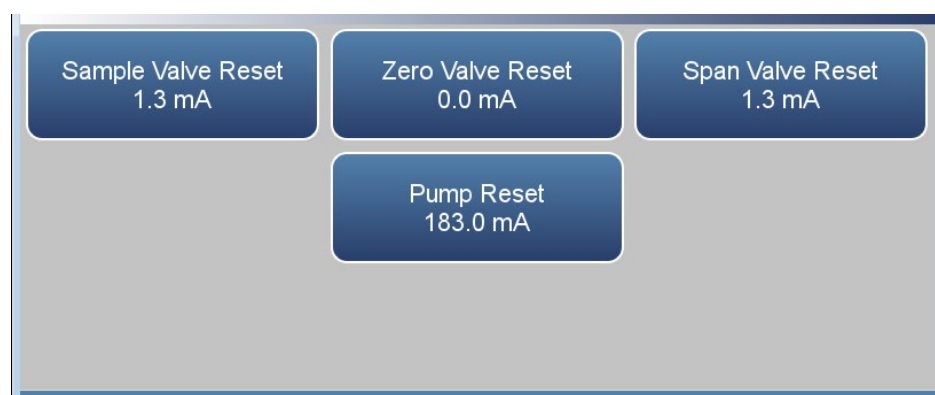 Sample Valve Reset
1.3 mA
Zero Valve Reset
0.0 mA
Span Valve Reset
1.3 mA
Pump Reset
183.0 mA